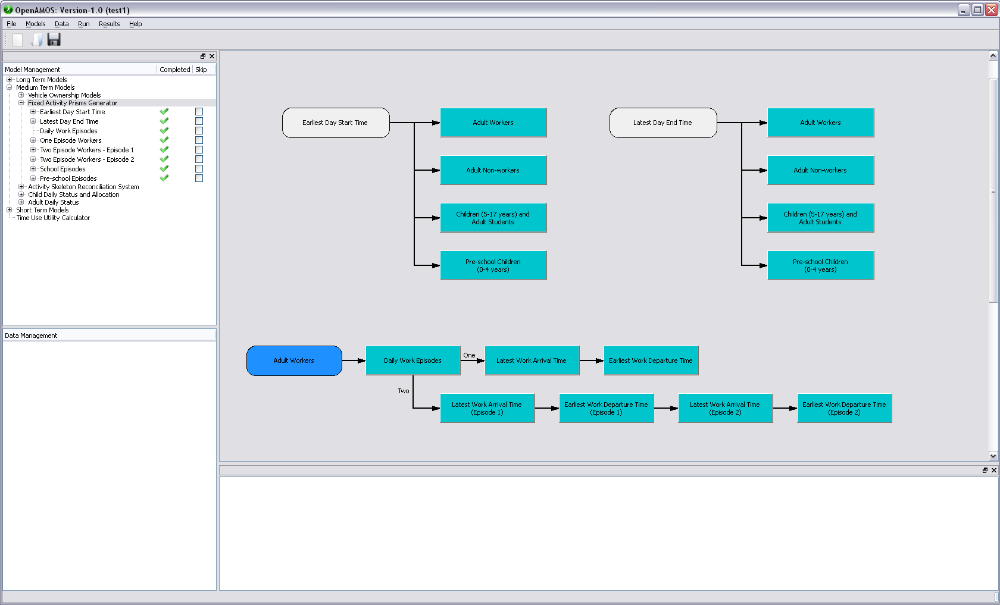 OpenAMOS: Version-1.0 (test1)
File Models Data Run Results Help
Model Management Completed Skip
Long Term Models
Medium Term Models
Vehicle Ownership Models
Fixed Activity Prisms Generator
Earliest Day Start Time
Latest Day End Time
Daily Work Episodes
One Episode Workers
Two Episode Workers - Episode 1
Two Episode Workers - Episode 2
School Episodes
Pre-school Episodes
Activity Skeleton Reconciliation System
Child Daily Status and Allocation
Adult Daily Status
Short Term Models
Time Use Utility Calculator
Data Management
Earliest Day Start Time
Adult Workers
Adult Non-workers
Children (5-17 years) and
Adult Students
Pre-school Children
(0-4 years)
Latest Day End Time
Adult Workers
Adult Non-workers
Children (5-17 years) and
Adult Students
Pre-school Children
(0-4 years)
Adult Workers
Daily Work Episodes
One
Latest Work Arrival Time
Earliest Work Departure Time
Two
Latest Work Arrival Time
(Episode 1)
Earliest Work Departure Time
(Episode 1)
Latest Work Arrival Time
(Episode 2)
Earliest Work Departure Time
(Episode 2)